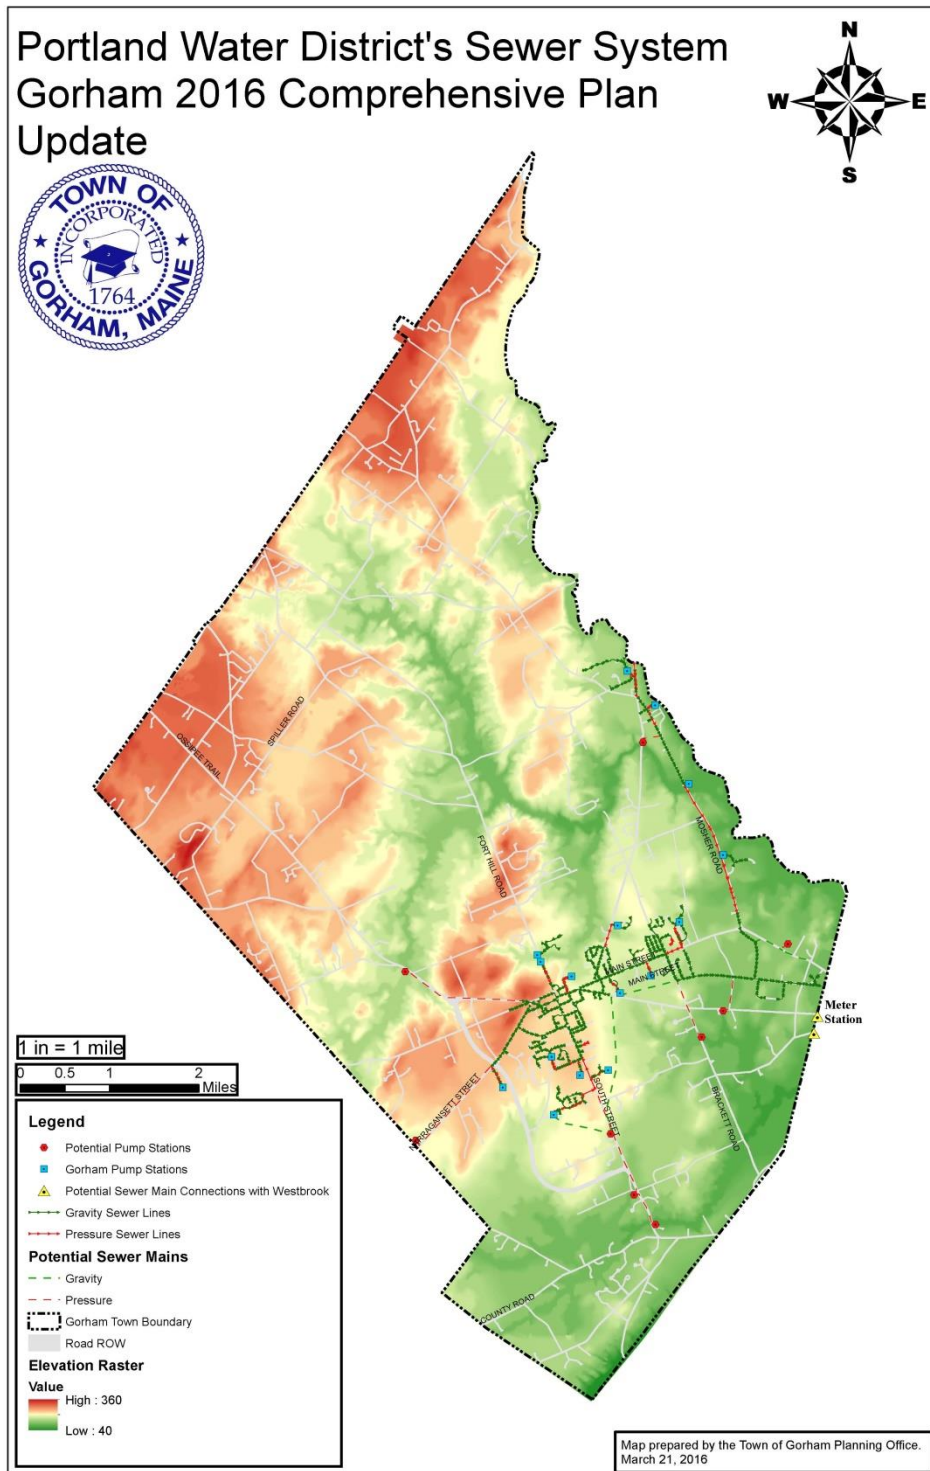 Portland Water District's Sewer System
Gorham 2016 Comprehensive Plan
Update
N
W
E
S
TOWN OF
INCORPORATED
1764
GORHAM, MAINE
SPILLER ROAD
OSSIPEE TRAIL
FORT HILL ROAD
MOSHER ROAD
MAIN STREET
MAIN STREET
Meter
Station
NARRAGANSETT STREET
SOUTH STREET
BRACKETT ROAD
COUNTY ROAD
1 in = 1 mile
0 0.5 1 2
Miles
Legend
Potential Pump Stations
Gorham Pump Stations
Potential Sewer Main Connections with Westbrook
Gravity Sewer Lines
Pressure Sewer Lines
Potential Sewer Mains
Gravity
Pressure
Gorham Town Boundary
Road ROW
Elevation Raster
Value
High : 360
Low : 40
Map prepared by the Town of Gorham Planning Office.
March 21, 2016